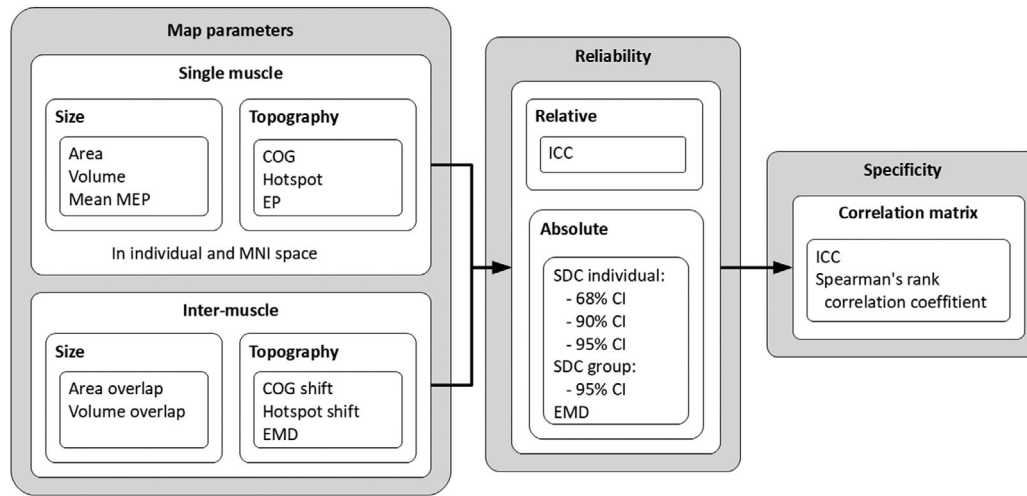 Map parameters
Single muscle
Size
Area
Volume
Mean MEP
Topography
COG
Hotspot
EP
In individual and MNI space
Inter-muscle
Size
Area overlap
Volume overlap
Topography
COG shift
Hotspot shift
EMD
Reliability
Relative
ICC
Absolute
SDC individual:
- 68% CI
- 90% CI
- 95% CI
SDC group:
- 95% CI
EMD
Specificity
Correlation matrix
ICC
Spearman's rank
correlation coeffitient